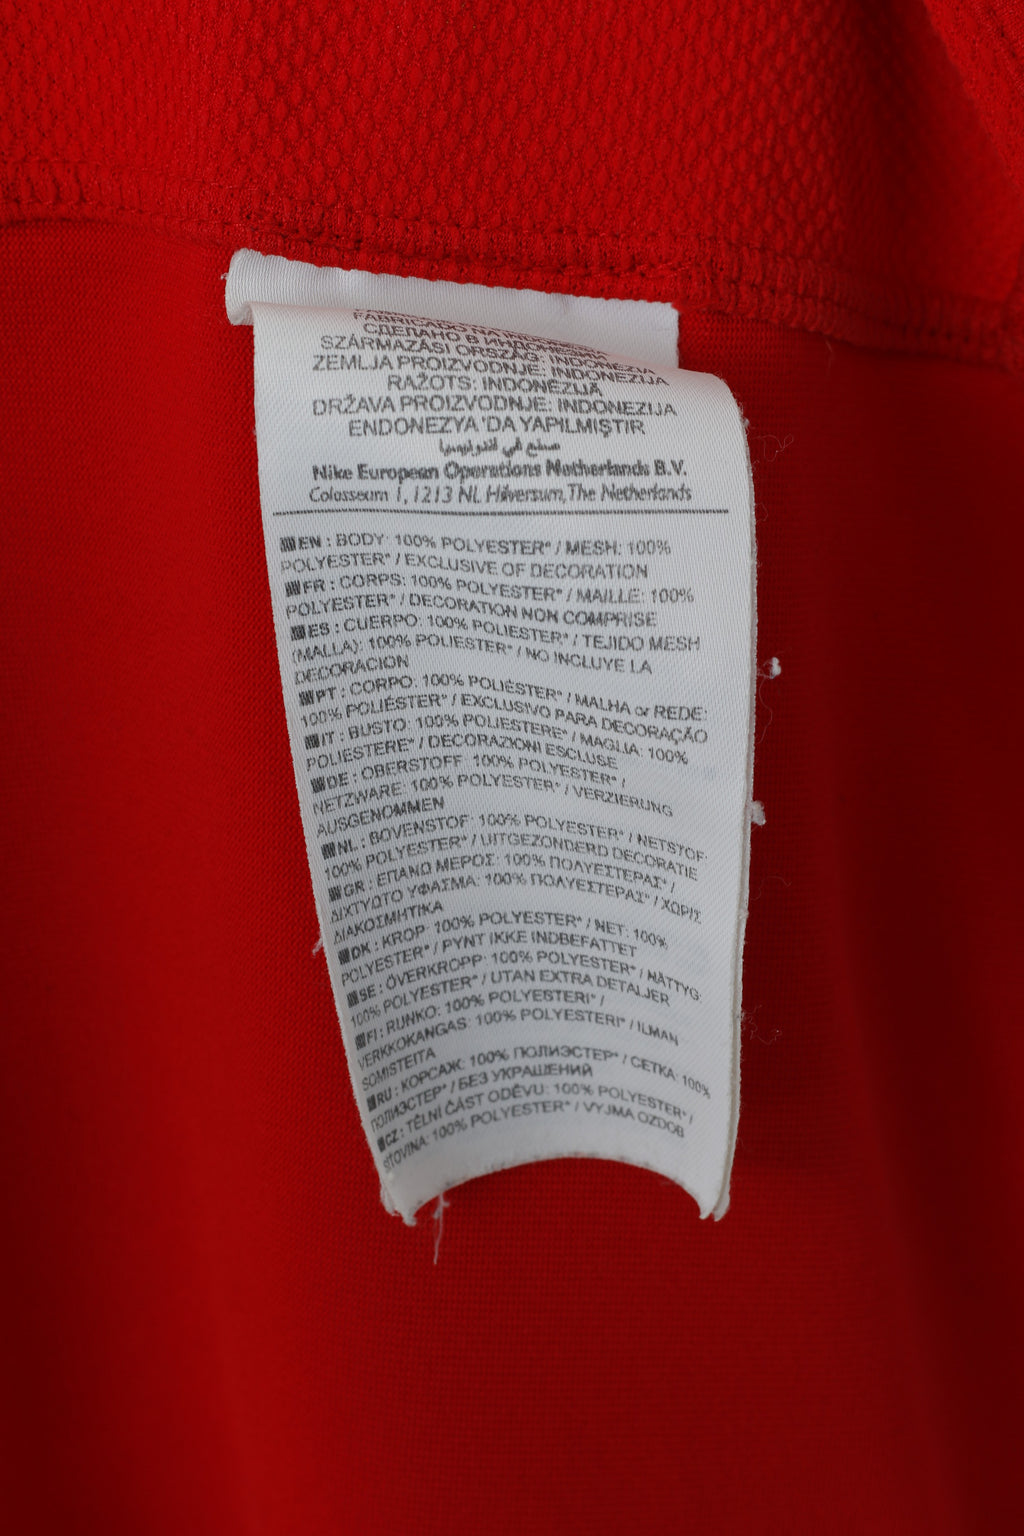 FABRICADO NA INDONÉSIA
СДЕЛАНО В ИНДОНЕЗИИ
SZÁRMAZÁSI ORSZÁG: INDONÉZIA
ZEMLJA PROIZVODNJE: INDONEZIJA
RAŽOTS: INDONĒZIJĀ
DRŽAVA PROIZVODNJE: INDONEZIJA
ENDONEZYA'DA YAPILMIŞTIR
صنع في اندونيسيا
Nike European Operations Netherlands B.V.
Colosseum 1, 1213 NL Hilversum, The Netherlands
EN : BODY: 100% POLYESTER* / MESH: 100%
POLYESTER* / EXCLUSIVE OF DECORATION
FR : CORPS: 100% POLYESTER* / MAILLE: 100%
POLYESTER* / DECORATION NON COMPRISE
ES : CUERPO: 100% POLIESTER* / TEJIDO MESH
(MALLA): 100% POLIESTER* / NO INCLUYE LA
DECORACION
PT : CORPO: 100% POLIÉSTER* / MALHA or REDE:
100% POLIÉSTER* / EXCLUSIVO PARA DECORAÇÃO
IT : BUSTO: 100% POLIESTERE* / MAGLIA: 100%
POLIESTERE* / DECORAZIONI ESCLUSE
DE : OBERSTOFF: 100% POLYESTER* /
NETZWARE: 100% POLYESTER* / VERZIERUNG
AUSGENOMMEN
NL : BOVENSTOF: 100% POLYESTER* / NETSTOF:
100% POLYESTER* / UITGEZONDERD DECORATIE
GR : ΕΠΑΝΩ ΜΕΡΟΣ: 100% ΠΟΛΥΕΣΤΕΡΑΣ* /
ΔΙΧΤΥΩΤΟ ΥΦΑΣΜΑ: 100% ΠΟΛΥΕΣΤΕΡΑΣ* / ΧΩΡΙΣ
ΔΙΑΚΟΣΜΗΤΙΚΑ
DK : KROP: 100% POLYESTER* / NET: 100%
POLYESTER* / PYNT IKKE INDBEFATTET
SE : ÖVERKROPP: 100% POLYESTER* / NÄTTYG:
100% POLYESTER* / UTAN EXTRA DETALJER
FI : RUNKO: 100% POLYESTERI* /
VERKKOKANGAS: 100% POLYESTERI* / ILMAN
SOMISTEITA
RU : КОРСАЖ: 100% ПОЛИЭСТЕР* / СЕТКА: 100%
ПОЛИЭСТЕР* / БЕЗ УКРАШЕНИЙ
CZ : TĚLNÍ ČÁST ODĚVU: 100% POLYESTER* /
SÍŤOVINA: 100% POLYESTER* / VYJMA OZDOB